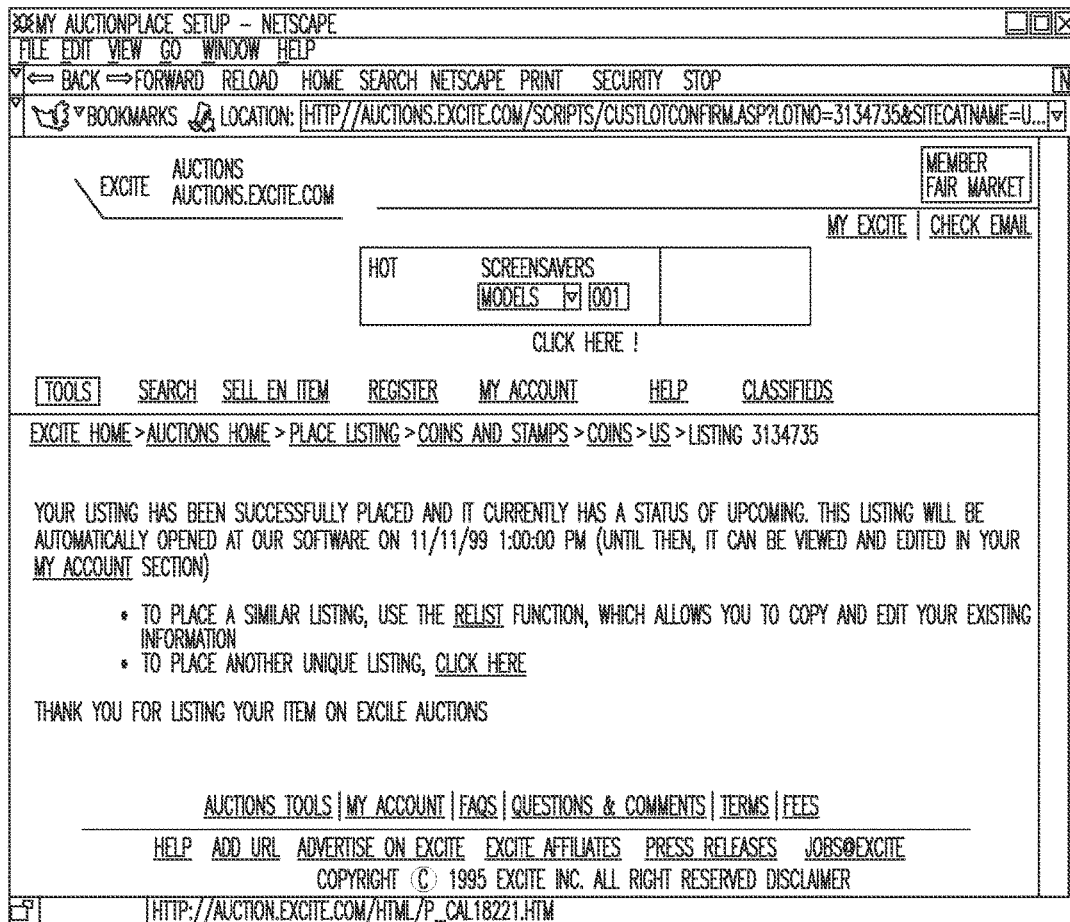 MY AUCTIONPLACE SETUP – NETSCAPE
FILE EDIT VIEW GO WINDOW HELP
BACK FORWARD RELOAD HOME SEARCH NETSCAPE PRINT SECURITY STOP N
BOOKMARKS LOCATION: HTTP//AUCTIONS.EXCITE.COM/SCRIPTS/CUSTLOTCONFIRM.ASP?LOTNO=3134735&SITECATNAME=U...
EXCITE AUCTIONS
AUCTIONS.EXCITE.COM
MEMBER
FAIR MARKET
MY EXCITE | CHECK EMAIL
HOT SCREENSAVERS
MODELS 001
CLICK HERE !
TOOLS SEARCH SELL EN ITEM REGISTER MY ACCOUNT HELP CLASSIFIEDS
EXCITE HOME > AUCTIONS HOME > PLACE LISTING > COINS AND STAMPS > COINS > US > LISTING 3134735
YOUR LISTING HAS BEEN SUCCESSFULLY PLACED AND IT CURRENTLY HAS A STATUS OF UPCOMING. THIS LISTING WILL BE
AUTOMATICALLY OPENED AT OUR SOFTWARE ON 11/11/99 1:00:00 PM (UNTIL THEN, IT CAN BE VIEWED AND EDITED IN YOUR
MY ACCOUNT SECTION)
• TO PLACE A SIMILAR LISTING, USE THE RELIST FUNCTION, WHICH ALLOWS YOU TO COPY AND EDIT YOUR EXISTING
INFORMATION
• TO PLACE ANOTHER UNIQUE LISTING, CLICK HERE
THANK YOU FOR LISTING YOUR ITEM ON EXCILE AUCTIONS
AUCTIONS TOOLS | MY ACCOUNT | FAQS | QUESTIONS & COMMENTS | TERMS | FEES
HELP ADD URL ADVERTISE ON EXCITE EXCITE AFFILIATES PRESS RELEASES JOBS@EXCITE
COPYRIGHT (C) 1995 EXCITE INC. ALL RIGHT RESERVED DISCLAIMER
HTTP://AUCTION.EXCITE.COM/HTML/P_CAL18221.HTM